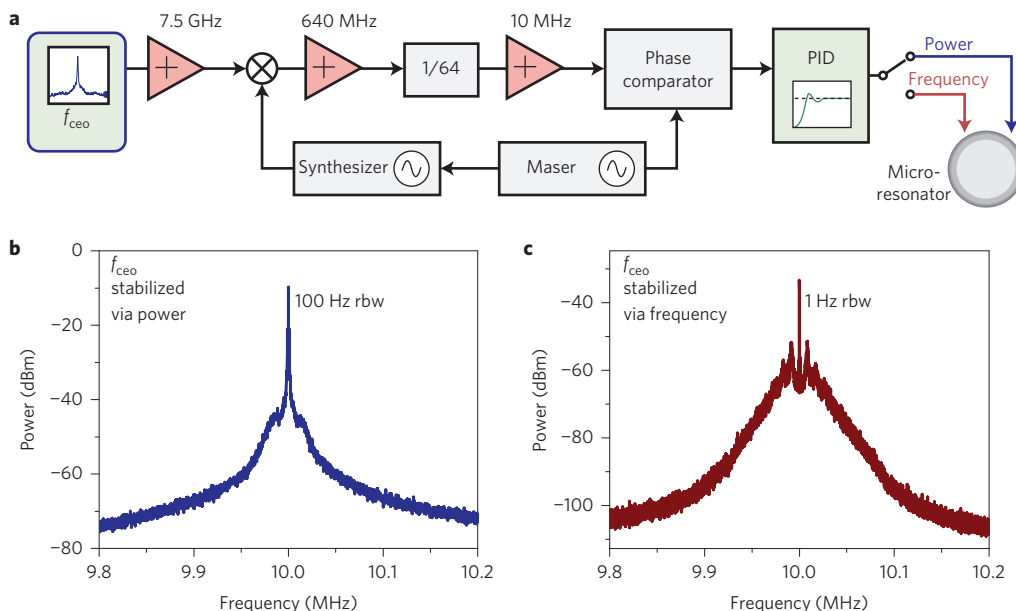 a
7.5 GHz
640 MHz
10 MHz
f_ceo
1/64
Phase
comparator
PID
Power
Frequency
Synthesizer
Maser
Micro-
resonator
b
f_ceo
stabilized
via power
100 Hz rbw
0
−20
−40
−60
−80
Power (dBm)
9.8
9.9
10.0
10.1
10.2
Frequency (MHz)
c
f_ceo
stabilized
via frequency
1 Hz rbw
−40
−60
−80
−100
Power (dBm)
9.8
9.9
10.0
10.1
10.2
Frequency (MHz)